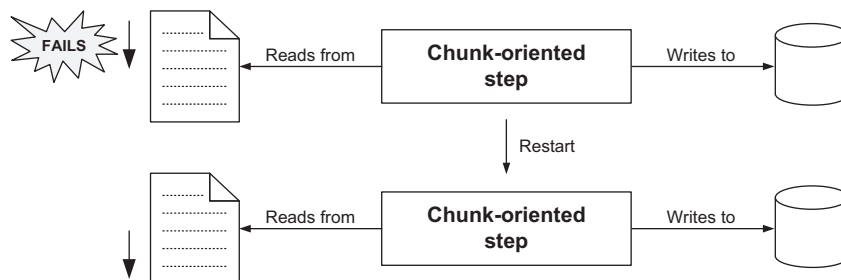 FAILS
Reads from
Chunk-oriented
step
Writes to
Restart
Reads from
Chunk-oriented
step
Writes to